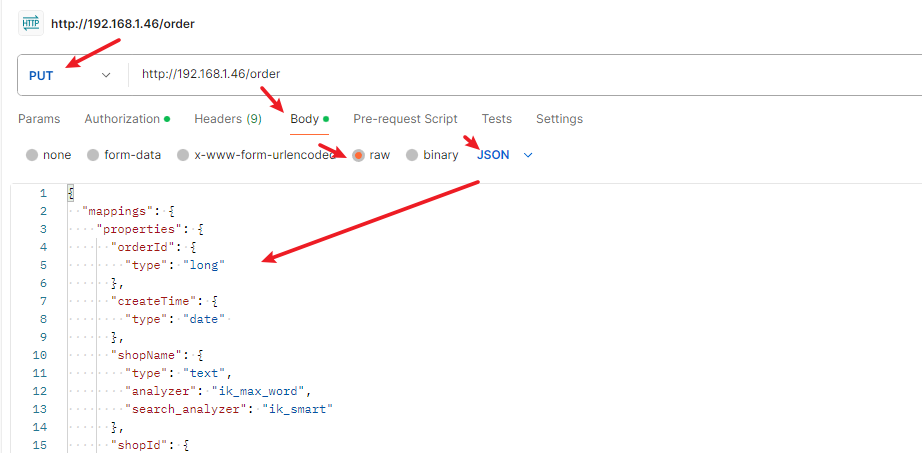 HTTP http://192.168.1.46/order
PUT http://192.168.1.46/order
Params Authorization Headers (9) Body Pre-request Script Tests Settings
none form-data x-www-form-urlencoded raw binary JSON
1 {
2 "mappings": {
3 "properties": {
4 "orderId": {
5 "type": "long"
6 },
7 "createTime": {
8 "type": "date"
9 },
10 "shopName": {
11 "type": "text",
12 "analyzer": "ik_max_word",
13 "search_analyzer": "ik_smart"
14 },
15 "shopId": {